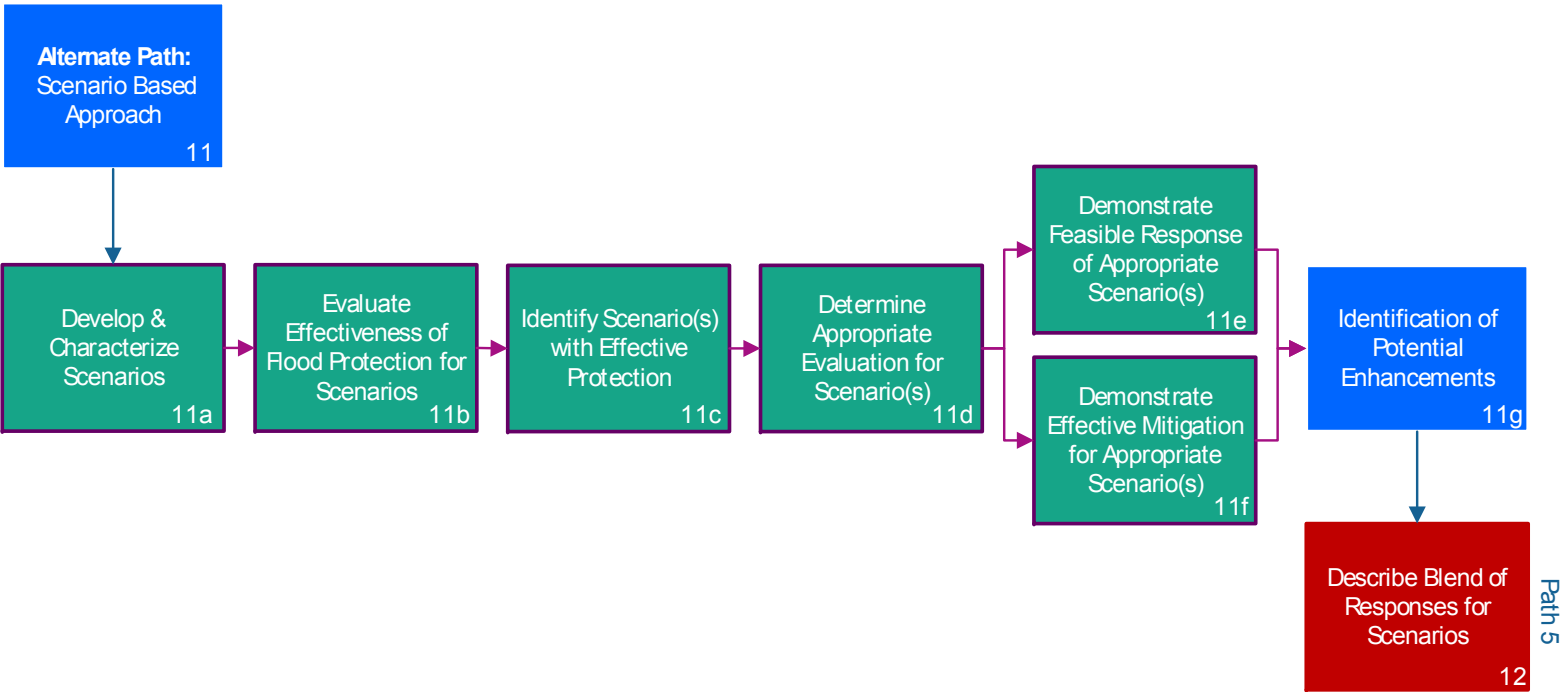 Alternate Path:
Scenario Based
Approach
11
Develop &
Characterize
Scenarios
11a
Evaluate
Effectiveness of
Flood Protection for
Scenarios
11b
Identify Scenario(s)
with Effective
Protection
11c
Determine
Appropriate
Evaluation for
Scenario(s)
11d
Demonstrate
Feasible Response
of Appropriate
Scenario(s)
11e
Demonstrate
Effective Mitigation
for Appropriate
Scenario(s)
11f
Identification of
Potential
Enhancements
11g
Describe Blend of
Responses for
Scenarios
12
Path 5